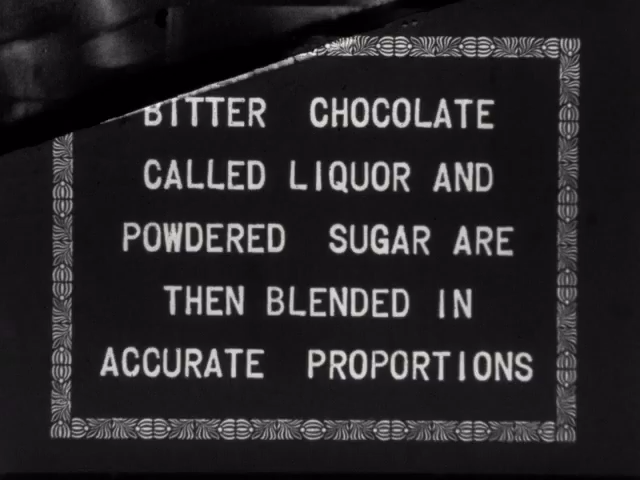 BITTER CHOCOLATE
CALLED LIQUOR AND
POWDERED SUGAR ARE
THEN BLENDED IN
ACCURATE PROPORTIONS